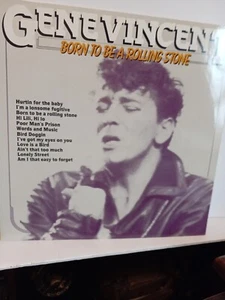 GENE VINCENT
BORN TO BE A ROLLING STONE
Hurtin for the baby
I'm a lonesome fugitive
Born to be a rolling stone
Hi Lili, Hi lo
Poor Man's Prison
Words and Music
Bird Doggin
I've got my eyes on you
Love is a Bird
Ain't that too much
Lonely Street
Am I that easy to forget